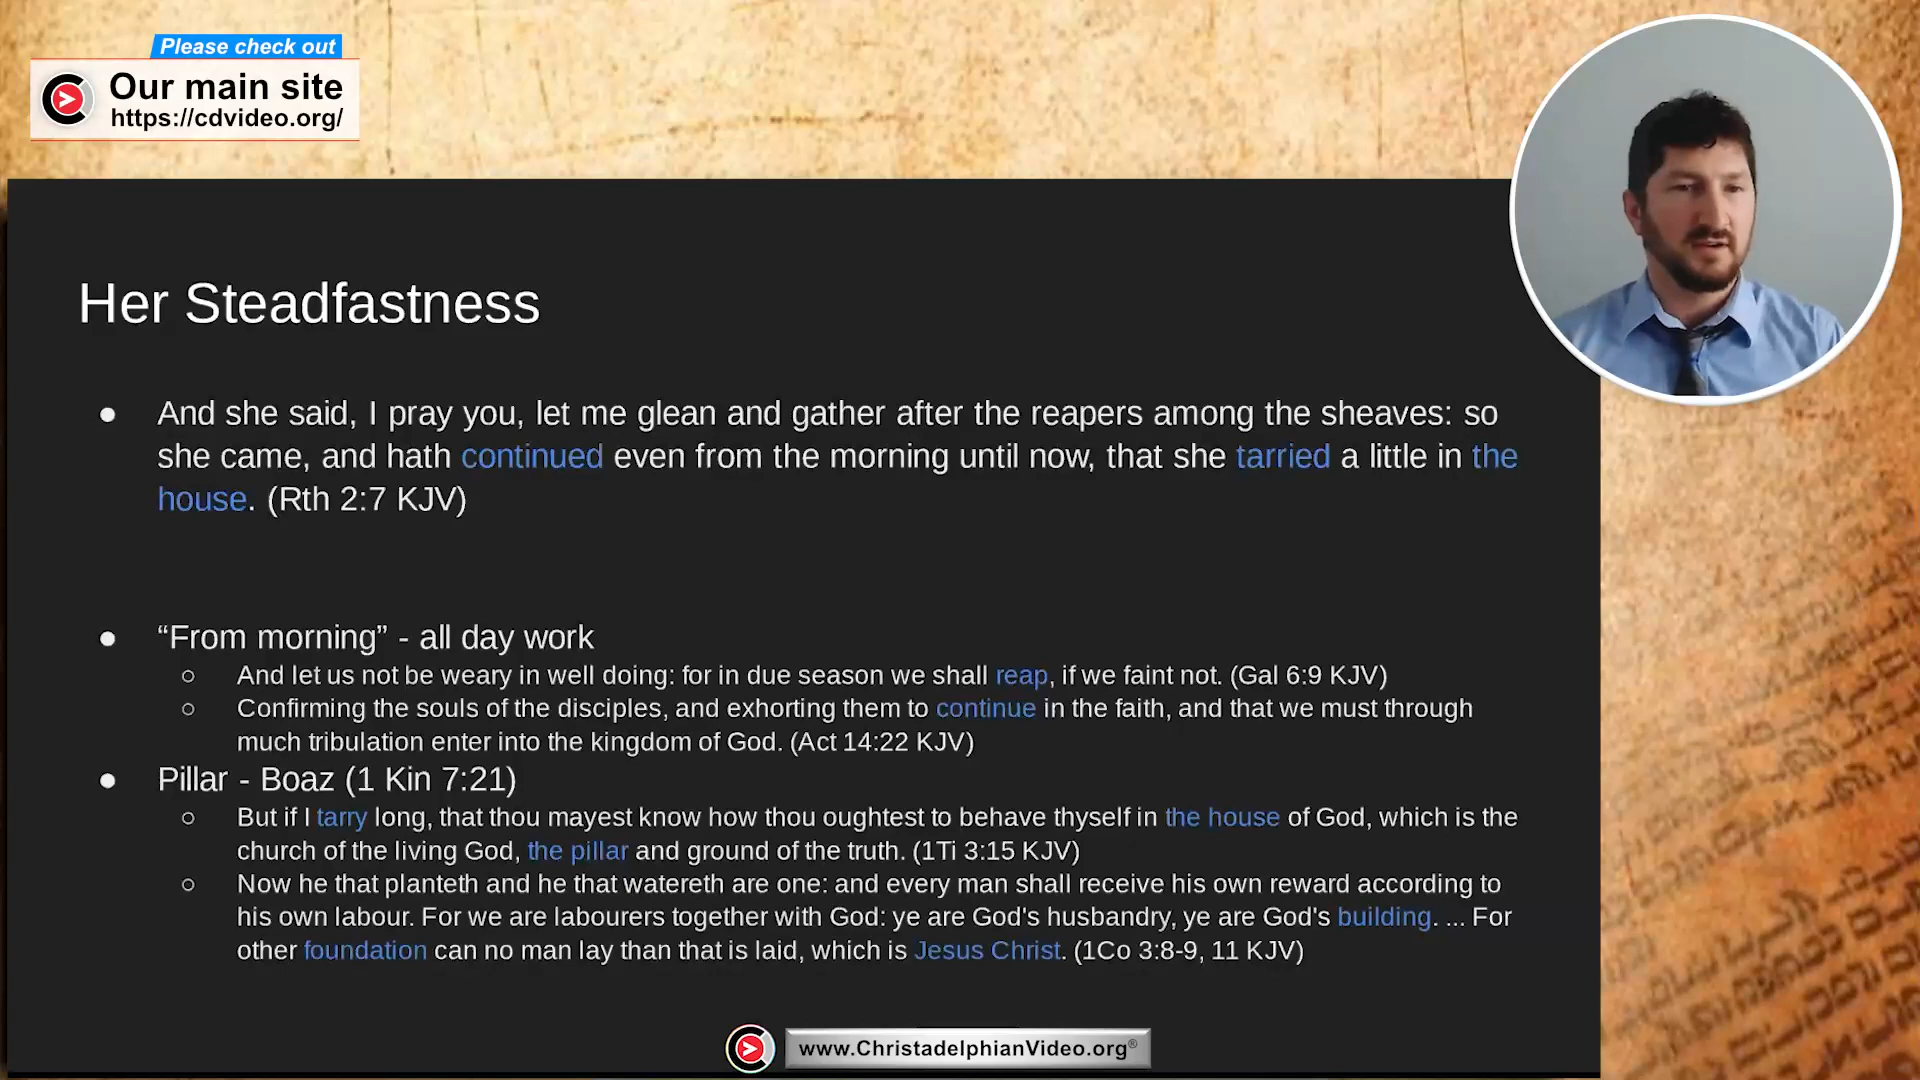 Please check out
Our main site
https://cdvideo.org/
Her Steadfastness
● And she said, I pray you, let me glean and gather after the reapers among the sheaves: so
she came, and hath continued even from the morning until now, that she tarried a little in the
house. (Rth 2:7 KJV)
● “From morning” - all day work
○ And let us not be weary in well doing: for in due season we shall reap, if we faint not. (Gal 6:9 KJV)
○ Confirming the souls of the disciples, and exhorting them to continue in the faith, and that we must through
much tribulation enter into the kingdom of God. (Act 14:22 KJV)
● Pillar - Boaz (1 Kin 7:21)
○ But if I tarry long, that thou mayest know how thou oughtest to behave thyself in the house of God, which is the
church of the living God, the pillar and ground of the truth. (1Ti 3:15 KJV)
○ Now he that planteth and he that watereth are one: and every man shall receive his own reward according to
his own labour. For we are labourers together with God: ye are God's husbandry, ye are God's building. ... For
other foundation can no man lay than that is laid, which is Jesus Christ. (1Co 3:8-9, 11 KJV)
www.ChristadelphianVideo.org®